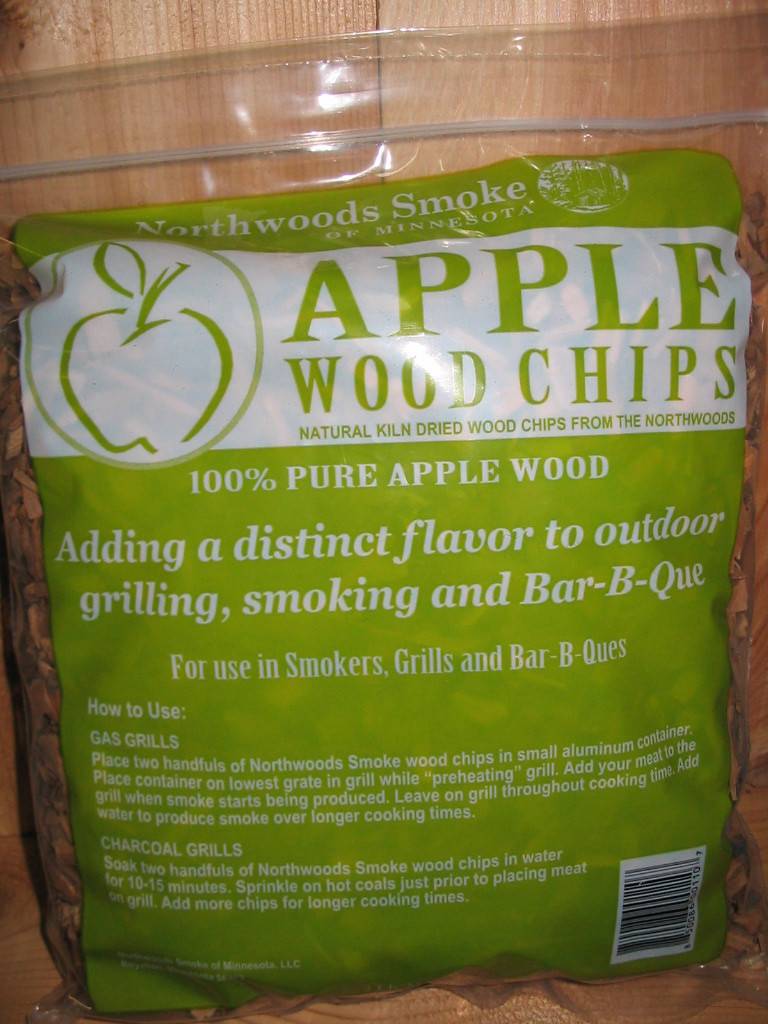 Northwoods Smoke
OF MINNESOTA
APPLE
WOOD CHIPS
NATURAL KILN DRIED WOOD CHIPS FROM THE NORTHWOODS
100% PURE APPLE WOOD
Adding a distinct flavor to outdoor
grilling, smoking and Bar-B-Que
For use in Smokers, Grills and Bar-B-Ques
How to Use:
GAS GRILLS
Place two handfuls of Northwoods Smoke wood chips in small aluminum container.
Place container on lowest grate in grill while "preheating" grill. Add your meat to the
grill when smoke starts being produced. Leave on grill throughout cooking time. Add
water to produce smoke over longer cooking times.
CHARCOAL GRILLS
Soak two handfuls of Northwoods Smoke wood chips in water
for 10-15 minutes. Sprinkle on hot coals just prior to placing meat
on grill. Add more chips for longer cooking times.
Northwoods Smoke of Minnesota, LLC
Minnesota